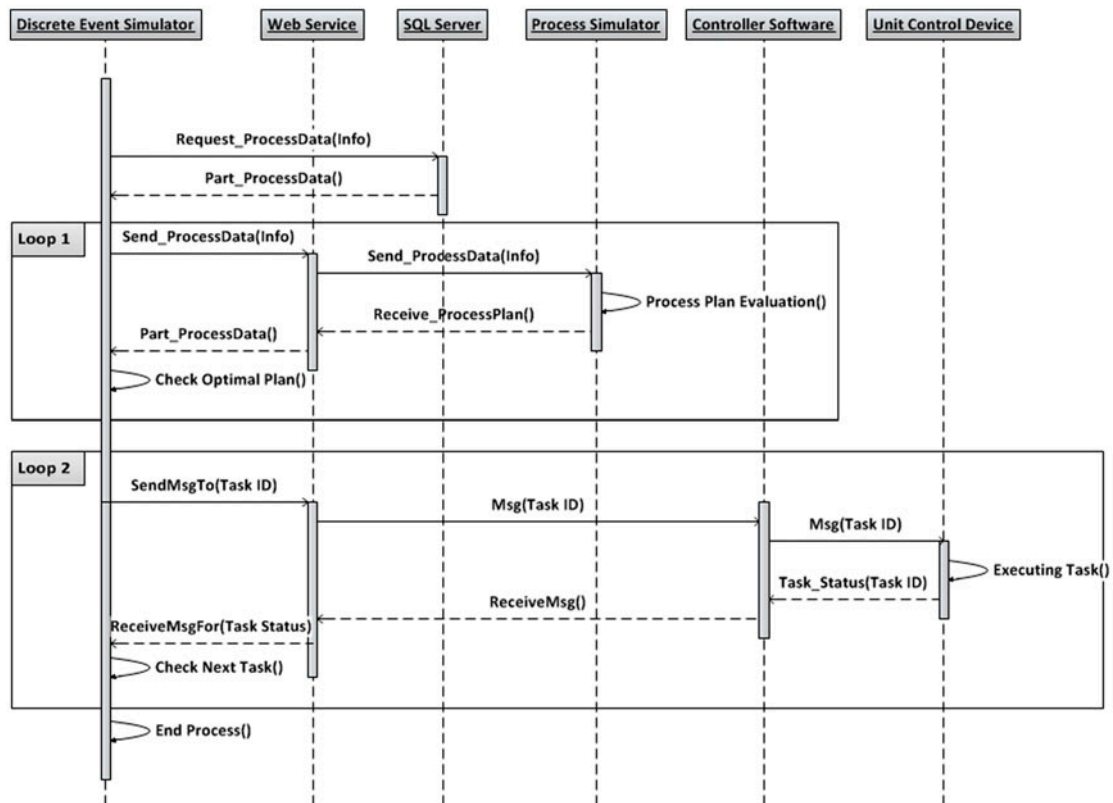 Discrete Event Simulator
Web Service
SQL Server
Process Simulator
Controller Software
Unit Control Device
Request_ProcessData(Info)
Part_ProcessData()
Loop 1
Send_ProcessData(Info)
Send_ProcessData(Info)
Process Plan Evaluation()
Receive_ProcessPlan()
Part_ProcessData()
Check Optimal Plan()
Loop 2
SendMsgTo(Task ID)
Msg(Task ID)
Msg(Task ID)
Executing Task()
Task_Status(Task ID)
ReceiveMsg()
ReceiveMsgFor(Task Status)
Check Next Task()
End Process()